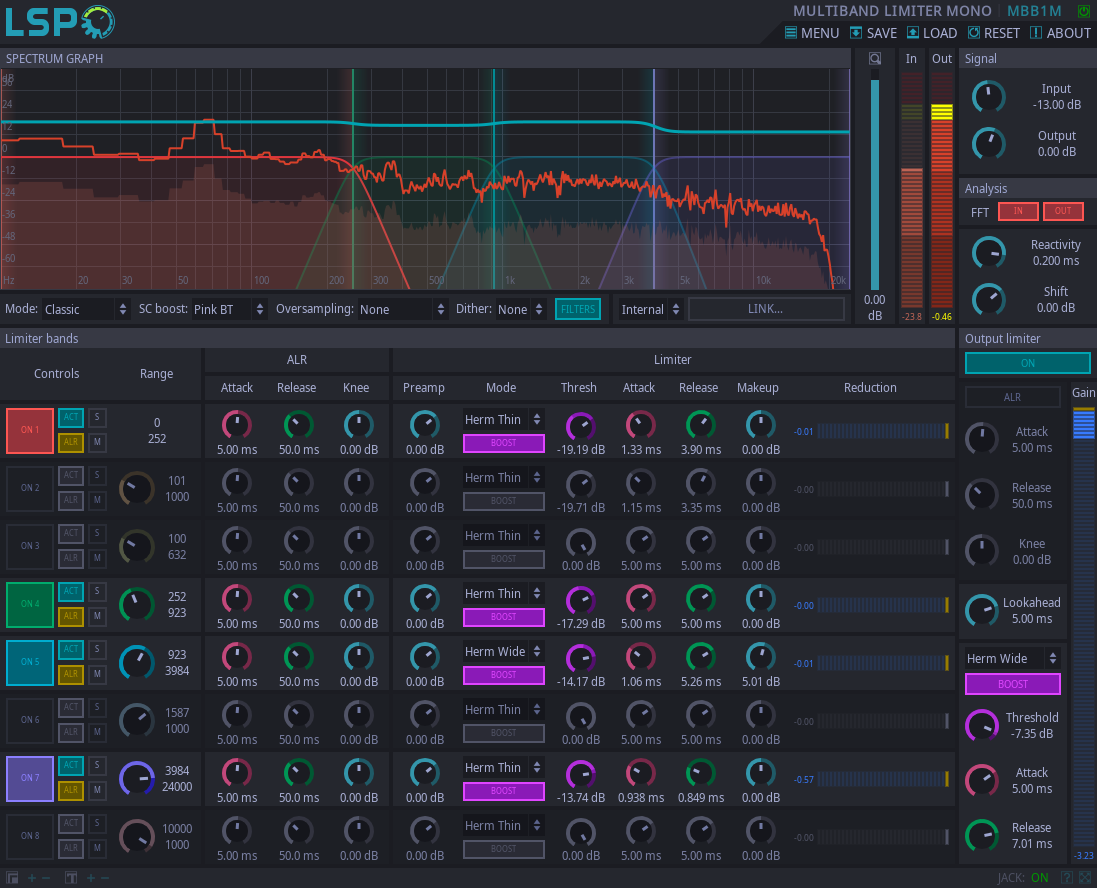 LSP
MULTIBAND LIMITER MONO MBB1M
MENU SAVE LOAD RESET ABOUT
SPECTRUM GRAPH
In Out
Signal
dB
36
24
12
0
-12
-24
-36
-48
-60
Hz 20 30 50 100 200 300 500 1k 2k 3k 5k 10k 20k
0.00
dB
-23.8 -0.46
Input
-13.00 dB
Output
0.00 dB
Analysis
FFT IN OUT
Reactivity
0.200 ms
Shift
0.00 dB
Mode: Classic SC boost: Pink BT Oversampling: None Dither: None FILTERS Internal LINK...
Limiter bands
Controls Range ALR Limiter
Attack Release Knee Preamp Mode Thresh Attack Release Makeup Reduction
ON 1 ACT S ALR M 0 252 5.00 ms 50.0 ms 0.00 dB 0.00 dB Herm Thin BOOST -19.19 dB 1.33 ms 3.90 ms 0.00 dB -0.01
ON 2 ACT S ALR M 101 1000 5.00 ms 50.0 ms 0.00 dB 0.00 dB Herm Thin BOOST -19.71 dB 1.15 ms 3.35 ms 0.00 dB -0.00
ON 3 ACT S ALR M 100 632 5.00 ms 50.0 ms 0.00 dB 0.00 dB Herm Thin BOOST 0.00 dB 5.00 ms 5.00 ms 0.00 dB -0.00
ON 4 ACT S ALR M 252 923 5.00 ms 50.0 ms 0.00 dB 0.00 dB Herm Thin BOOST -17.29 dB 5.00 ms 5.00 ms 0.00 dB -0.00
ON 5 ACT S ALR M 923 3984 5.00 ms 50.0 ms 0.00 dB 0.00 dB Herm Wide BOOST -14.17 dB 1.06 ms 5.26 ms 5.01 dB -0.01
ON 6 ACT S ALR M 1587 1000 5.00 ms 50.0 ms 0.00 dB 0.00 dB Herm Thin BOOST 0.00 dB 5.00 ms 5.00 ms 0.00 dB -0.00
ON 7 ACT S ALR M 3984 24000 5.00 ms 50.0 ms 0.00 dB 0.00 dB Herm Thin BOOST -13.74 dB 0.938 ms 0.849 ms 0.00 dB -0.57
ON 8 ACT S ALR M 10000 1000 5.00 ms 50.0 ms 0.00 dB 0.00 dB Herm Thin BOOST 0.00 dB 5.00 ms 5.00 ms 0.00 dB -0.00
Output limiter
ON
ALR Gain
Attack
5.00 ms
Release
50.0 ms
Knee
0.00 dB
Lookahead
5.00 ms
Herm Wide
BOOST
Threshold
-7.35 dB
Attack
5.00 ms
Release
7.01 ms
-3.23
JACK: ON